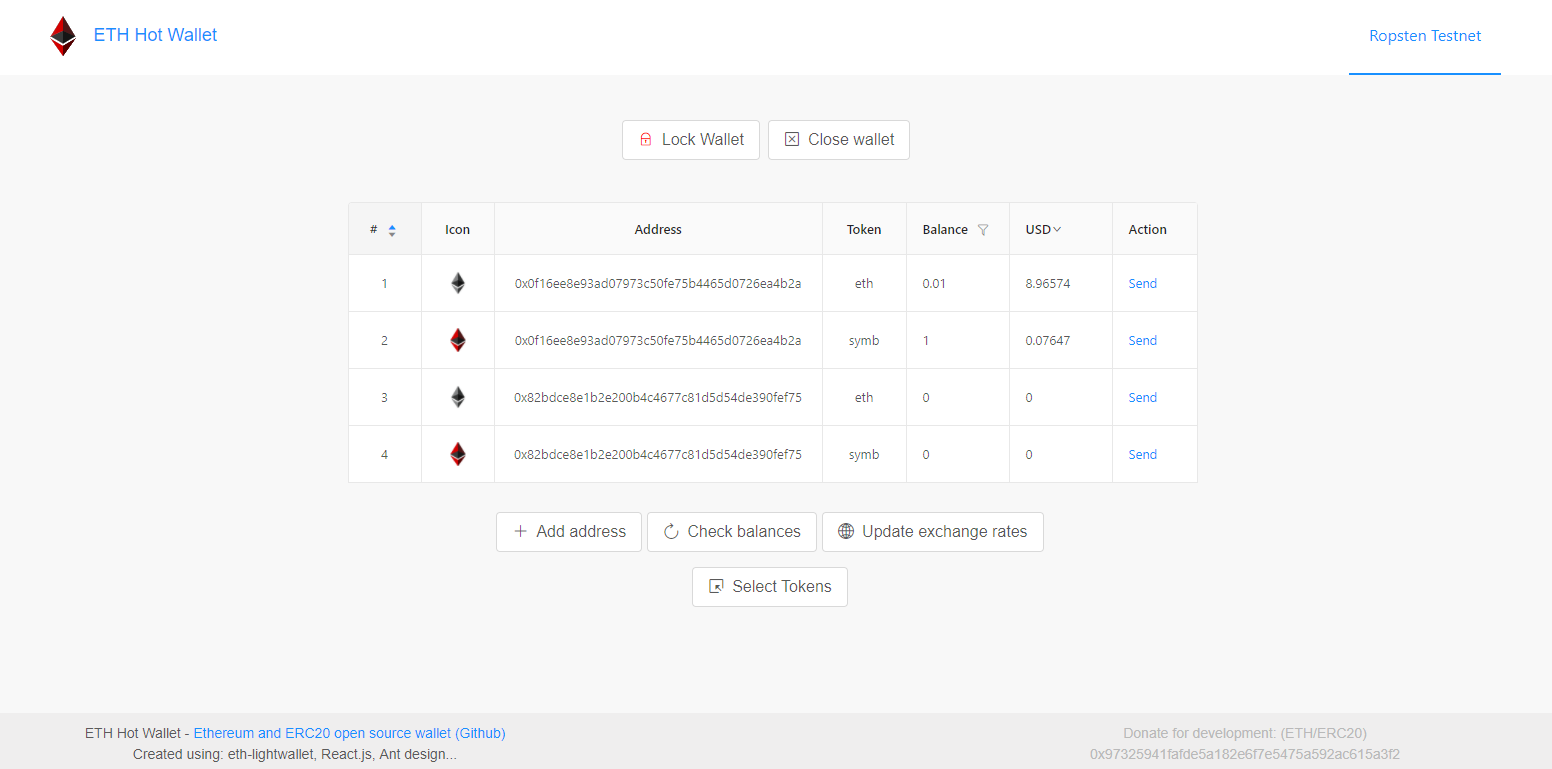 ETH Hot Wallet
Ropsten Testnet
Lock Wallet
Close wallet
# Icon Address Token Balance USD Action
1 0x0f16ee8e93ad07973c50fe75b4465d0726ea4b2a eth 0.01 8.96574 Send
2 0x0f16ee8e93ad07973c50fe75b4465d0726ea4b2a symb 1 0.07647 Send
3 0x82bdce8e1b2e200b4c4677c81d5d54de390fef75 eth 0 0 Send
4 0x82bdce8e1b2e200b4c4677c81d5d54de390fef75 symb 0 0 Send
Add address
Check balances
Update exchange rates
Select Tokens
ETH Hot Wallet - Ethereum and ERC20 open source wallet (Github)
Created using: eth-lightwallet, React.js, Ant design...
Donate for development: (ETH/ERC20)
0x97325941fafde5a182e6f7e5475a592ac615a3f2